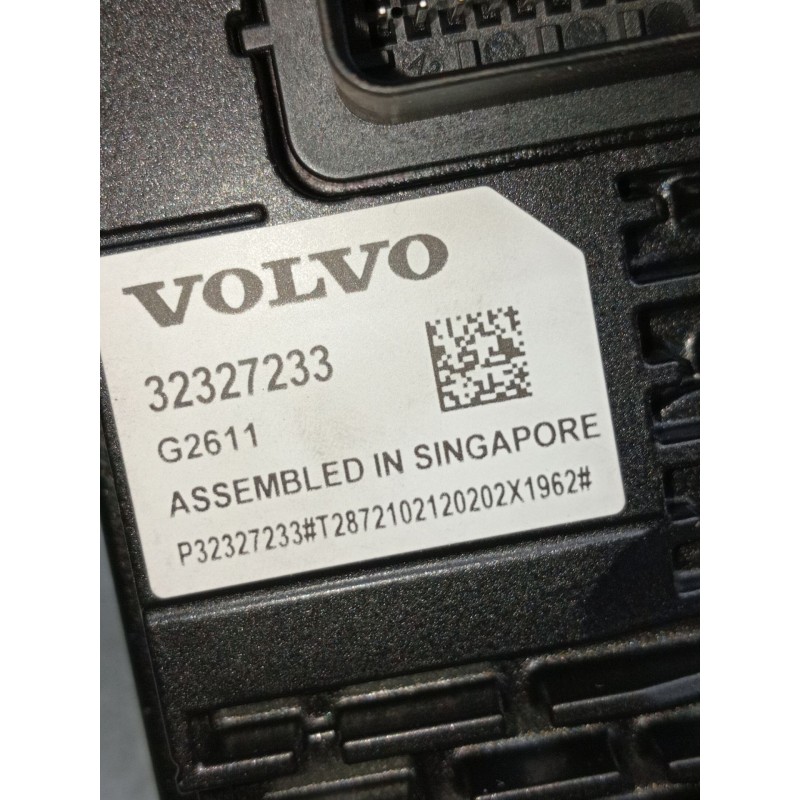 VOLVO
32327233
G2611
ASSEMBLED IN SINGAPORE
P32327233#T2872102120202X1962#